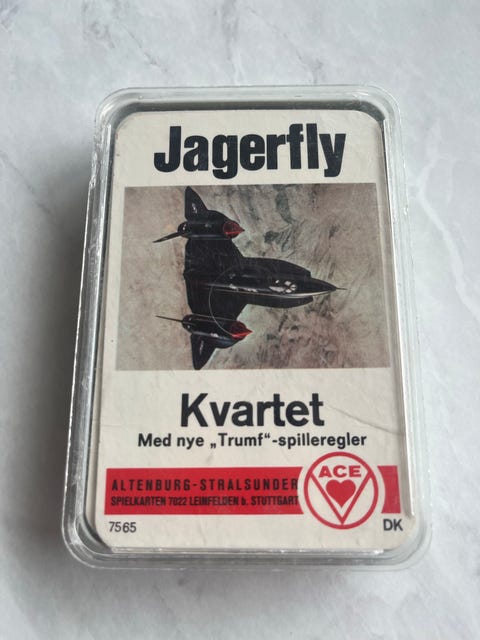 Jagerfly
Kvartet
Med nye „Trumf“-spilleregler
ALTENBURG-STRALSUNDER
SPIELKARTEN 7022 LEINFELDEN b. STUTTGART
ACE
7565
DK